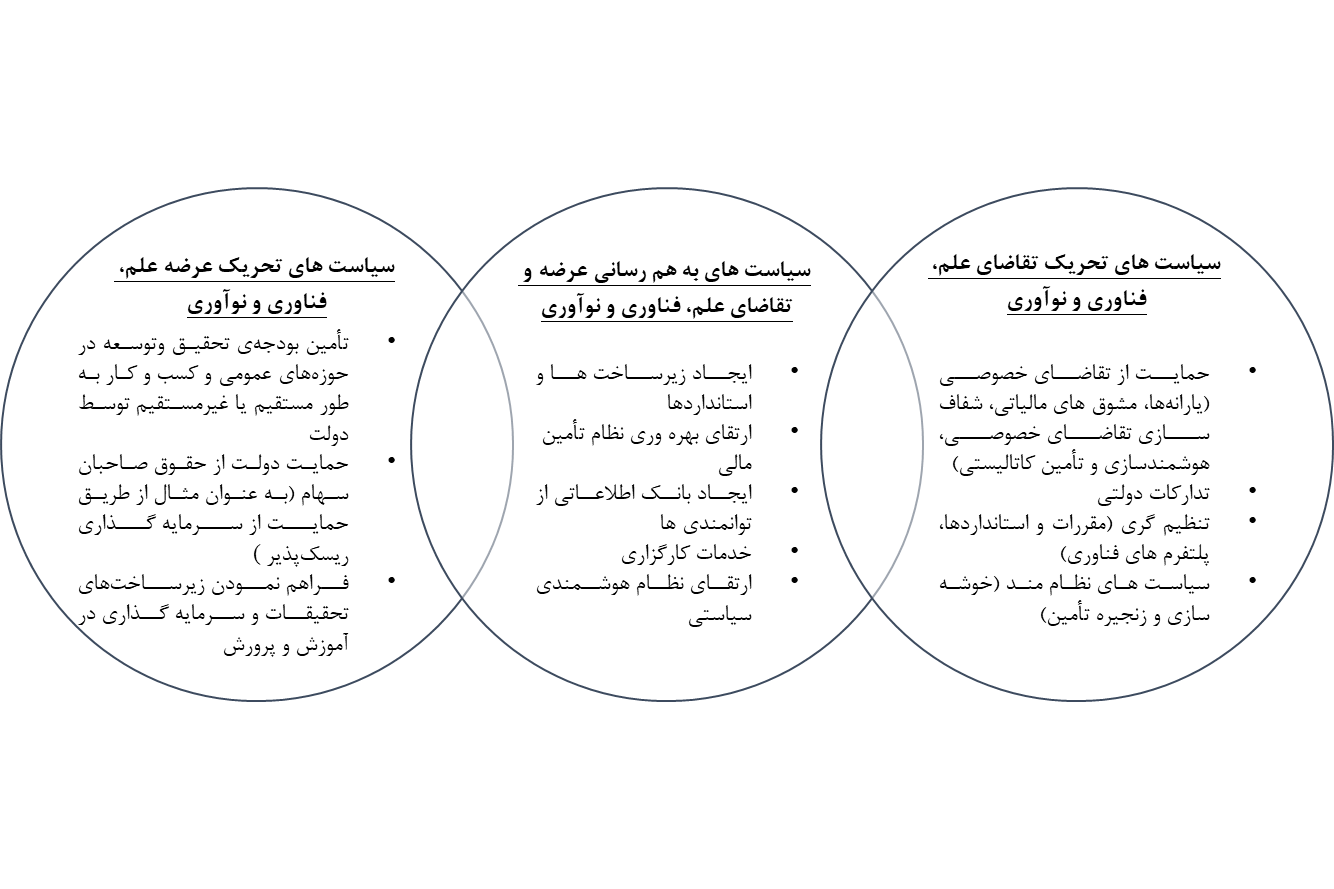 سیاست های تحریک تقاضای علم،
فناوری و نوآوری
• حمایت از تقاضای خصوصی
(یارانه‌ها، مشوق های مالیاتی، شفاف
سازی تقاضای خصوصی،
هوشمندسازی و تأمین کاتالیستی)
• تدارکات دولتی
• تنظیم گری (مقررات و استانداردها،
پلتفرم های فناوری)
• سیاست های نظام مند (خوشه
سازی و زنجیره تأمین)
سیاست های به هم رسانی عرضه و
تقاضای علم، فناوری و نوآوری
• ایجاد زیرساخت ها و
استانداردها
• ارتقای بهره وری نظام تأمین
مالی
• ایجاد بانک اطلاعاتی از
توانمندی ها
• خدمات کارگزاری
• ارتقای نظام هوشمندی
سیاستی
سیاست های تحریک عرضه علم،
فناوری و نوآوری
• تأمین بودجه‌ی تحقیق وتوسعه در
حوزه‌های عمومی و کسب و کار به
طور مستقیم یا غیرمستقیم توسط
دولت
• حمایت دولت از حقوق صاحبان
سهام (به عنوان مثال از طریق
حمایت از سرمایه گذاری
ریسک‌پذیر )
• فراهم نمودن زیرساخت‌های
تحقیقات و سرمایه گذاری در
آموزش و پرورش